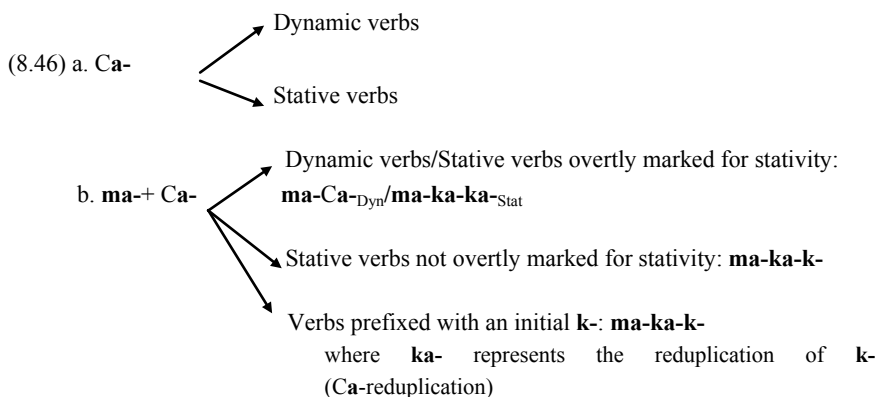 Dynamic verbs
(8.46) a. Ca-
Stative verbs
Dynamic verbs/Stative verbs overtly marked for stativity:
b. ma-+ Ca- ma-Ca-Dyn/ma-ka-ka-Stat
Stative verbs not overtly marked for stativity: ma-ka-k-
Verbs prefixed with an initial k-: ma-ka-k-
where ka- represents the reduplication of k-
(Ca-reduplication)